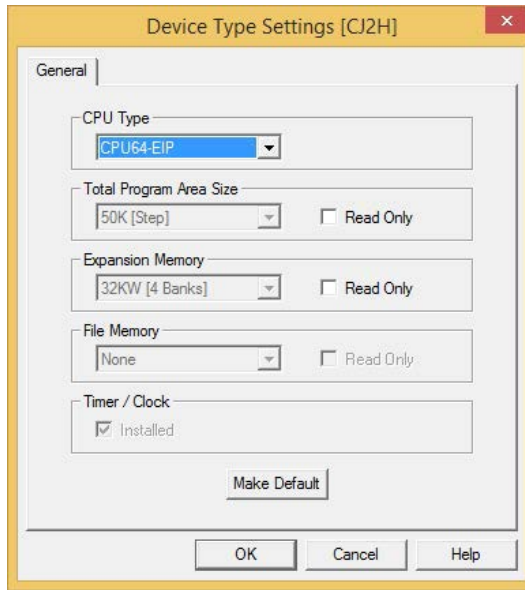 Device Type Settings [CJ2H]
General
CPU Type
CPU64-EIP
Total Program Area Size
50K [Step]
Read Only
Expansion Memory
32KW [4 Banks]
Read Only
File Memory
None
Read Only
Timer / Clock
Installed
Make Default
OK
Cancel
Help